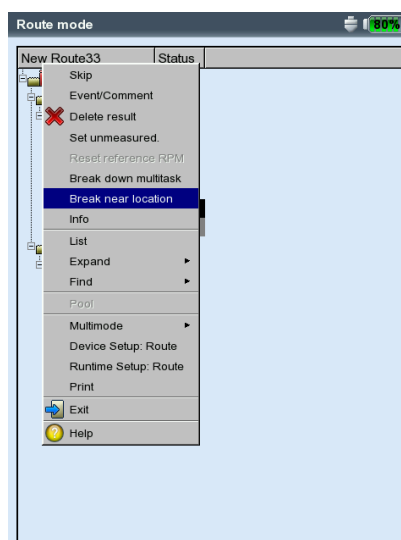 Route mode
80%
New Route33 Status
Skip
Event/Comment
Delete result
Set unmeasured.
Reset reference RPM
Break down multitask
Break near location
Info
List
Expand
Find
Pool
Multimode
Device Setup: Route
Runtime Setup: Route
Print
Exit
Help